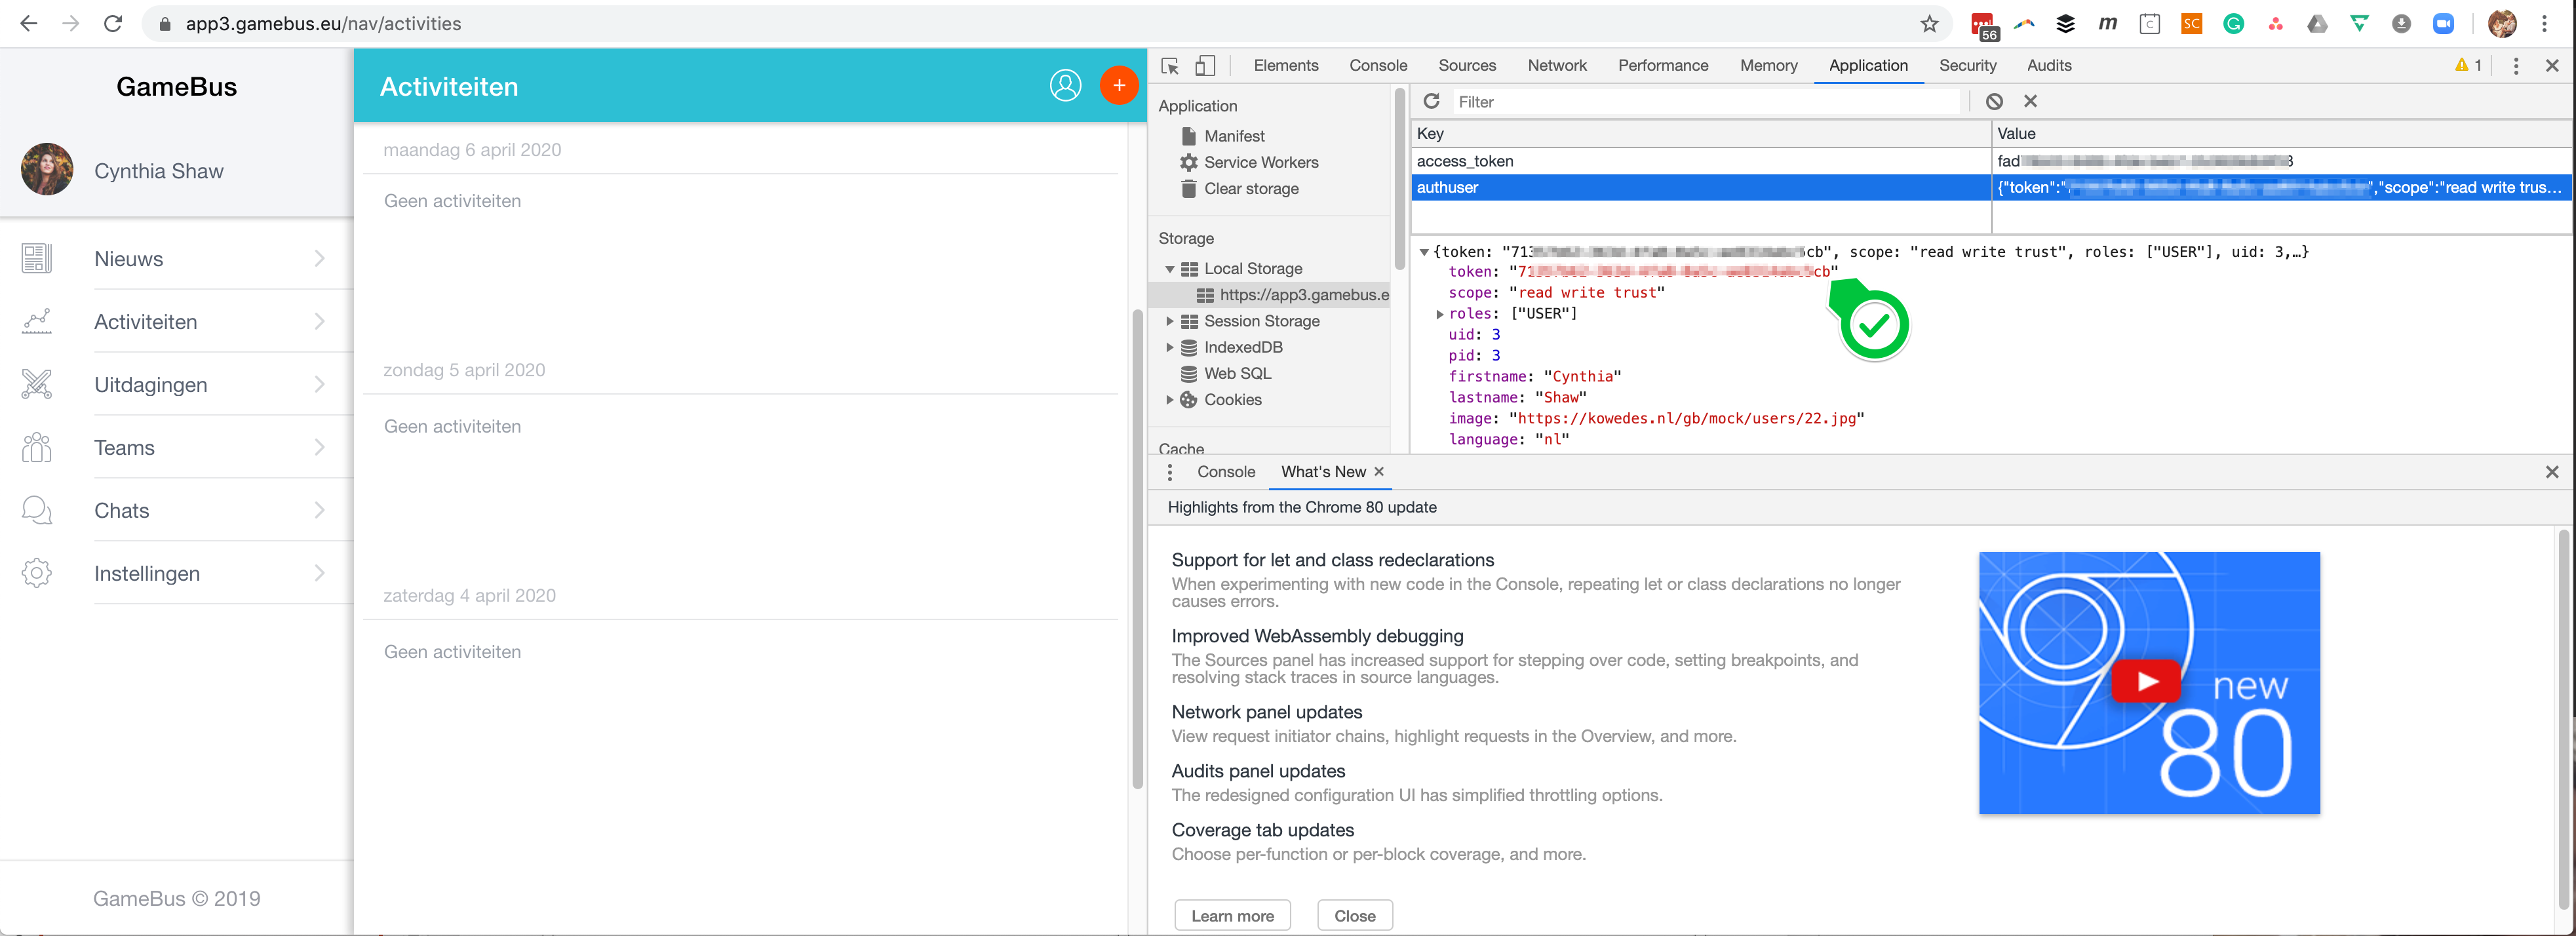 app3.gamebus.eu/nav/activities
56
m
C
SC
GameBus
Cynthia Shaw
Nieuws
Activiteiten
Uitdagingen
Teams
Chats
Instellingen
GameBus © 2019
Activiteiten
+
maandag 6 april 2020
Geen activiteiten
zondag 5 april 2020
Geen activiteiten
zaterdag 4 april 2020
Geen activiteiten
Elements Console Sources Network Performance Memory Application Security Audits
1
Application
Manifest
Service Workers
Clear storage
Storage
Local Storage
https://app3.gamebus.e
Session Storage
IndexedDB
Web SQL
Cookies
Cache
Filter
Key Value
access_token fad
authuser {"token":" ","scope":"read write trus…
{token: "71 cb", scope: "read write trust", roles: ["USER"], uid: 3,…}
token: "71 cb"
scope: "read write trust"
roles: ["USER"]
uid: 3
pid: 3
firstname: "Cynthia"
lastname: "Shaw"
image: "https://kowedes.nl/gb/mock/users/22.jpg"
language: "nl"
Console What's New
Highlights from the Chrome 80 update
Support for let and class redeclarations
When experimenting with new code in the Console, repeating let or class declarations no longer
causes errors.
Improved WebAssembly debugging
The Sources panel has increased support for stepping over code, setting breakpoints, and
resolving stack traces in source languages.
Network panel updates
View request initiator chains, highlight requests in the Overview, and more.
Audits panel updates
The redesigned configuration UI has simplified throttling options.
Coverage tab updates
Choose per-function or per-block coverage, and more.
Learn more
Close
new
80